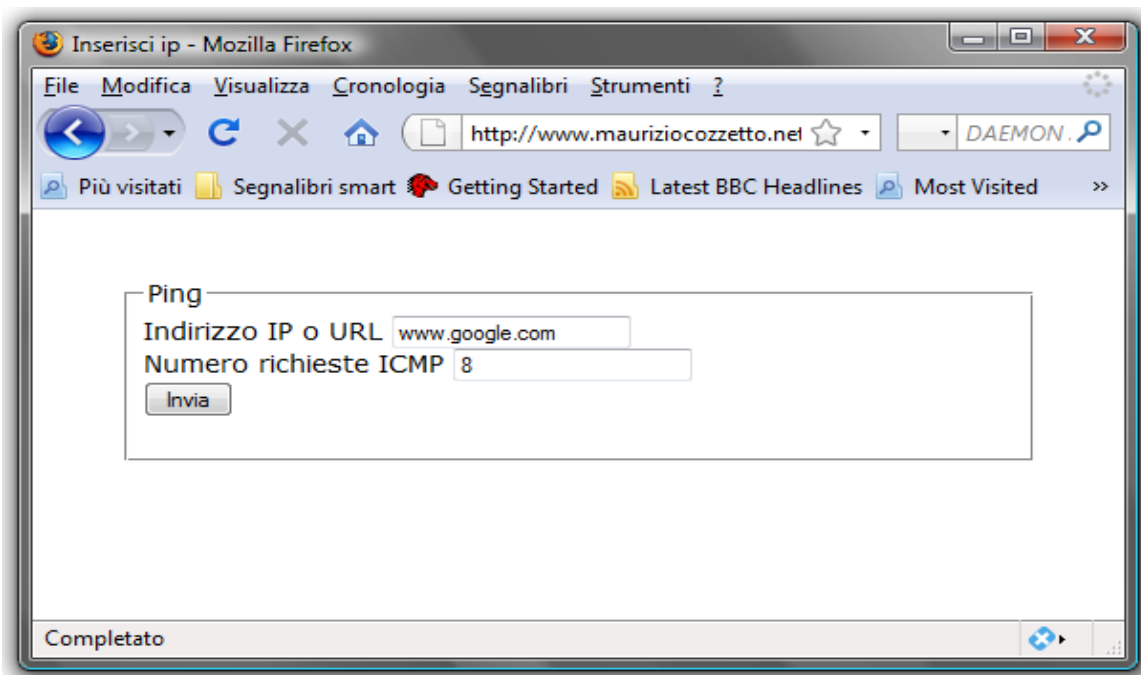 Inserisci ip - Mozilla Firefox
File Modifica Visualizza Cronologia Segnalibri Strumenti ?
http://www.mauriziocozzetto.net DAEMON
Più visitati Segnalibri smart Getting Started Latest BBC Headlines Most Visited »
Ping
Indirizzo IP o URL www.google.com
Numero richieste ICMP 8
Invia
Completato